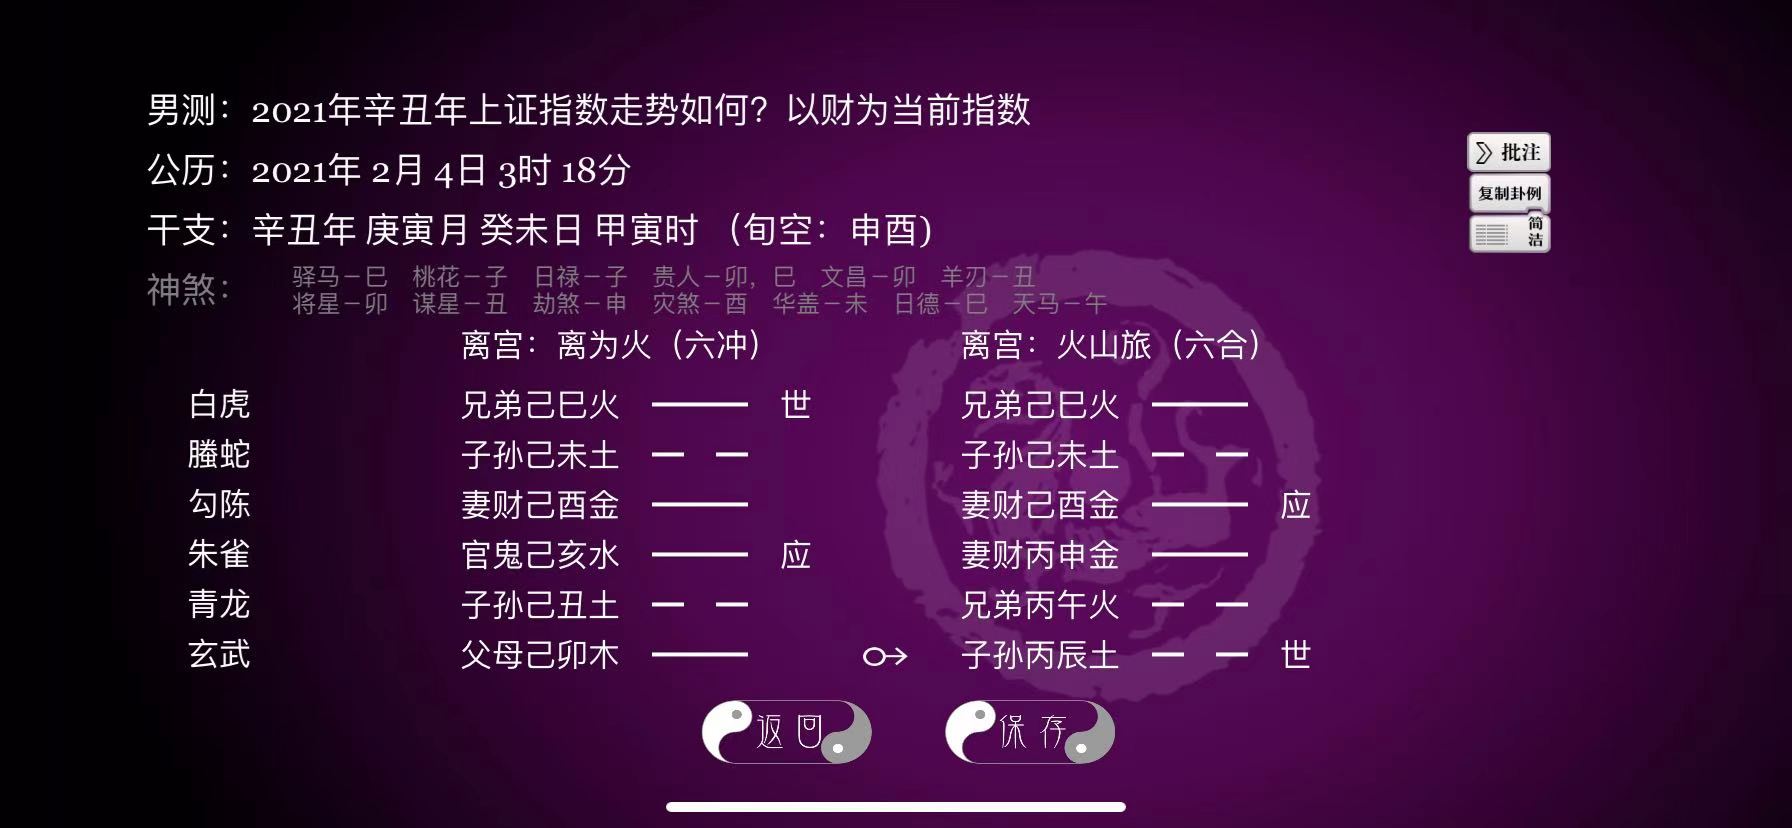 男测：2021年辛丑年上证指数走势如何？以财为当前指数
公历：2021年 2月 4日 3时 18分
干支：辛丑年 庚寅月 癸未日 甲寅时 （旬空：申酉)
神煞：
驿马－巳 桃花－子 日禄－子 贵人－卯，巳 文昌－卯 羊刃－丑
将星－卯 谋星－丑 劫煞－申 灾煞－酉 华盖－未 日德－巳 天马－午
离宫：离为火（六冲） 离宫：火山旅（六合）
白虎 兄弟己巳火 世 兄弟己巳火
螣蛇 子孙己未土 子孙己未土
勾陈 妻财己酉金 妻财己酉金 应
朱雀 官鬼己亥水 应 妻财丙申金
青龙 子孙己丑土 兄弟丙午火
玄武 父母己卯木 子孙丙辰土 世
返回 保存
批注
复制卦例
简洁